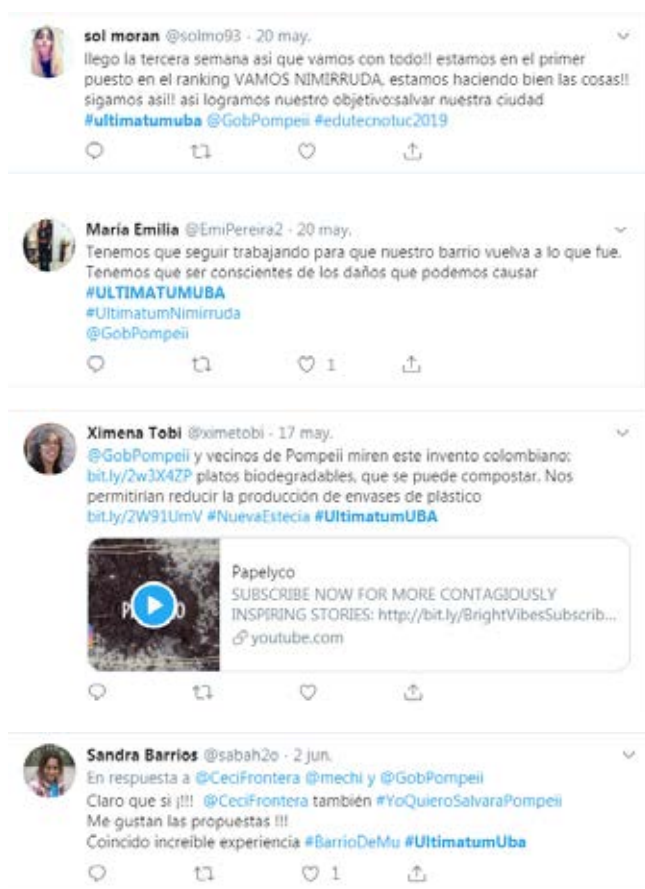 sol moran @solmo93 · 20 may.
llego la tercera semana asi que vamos con todo!! estamos en el primer
puesto en el ranking VAMOS NIMIRRUDA, estamos haciendo bien las cosas!!
sigamos asi!! asi logramos nuestro objetivo:salvar nuestra ciudad
#ultimatumuba @GobPompeii #edutecnotuc2019
María Emilia @EmiPereira2 · 20 may.
Tenemos que seguir trabajando para que nuestro barrio vuelva a lo que fue.
Tenemos que ser conscientes de los daños que podemos causar
#ULTIMATUMUBA
#UltimatumNimirruda
@GobPompeii
1
Ximena Tobi @ximetobi · 17 may.
@GobPompeii y vecinos de Pompeii miren este invento colombiano:
bit.ly/2w3X4ZP platos biodegradables, que se puede compostar. Nos
permitirían reducir la producción de envases de plástico
bit.ly/2W91UmV #NuevaEstecia #UltimatumUBA
Papelyco
SUBSCRIBE NOW FOR MORE CONTAGIOUSLY
INSPIRING STORIES: http://bit.ly/BrightVibesSubscrib...
youtube.com
Sandra Barrios @sabah2o · 2 jun.
En respuesta a @CeciFrontera @mechi y @GobPompeii
Claro que si ¡!!! @CeciFrontera también #YoQuieroSalvaraPompeii
Me gustan las propuestas !!!
Coincido increíble experiencia #BarrioDeMu #UltimatumUba
1